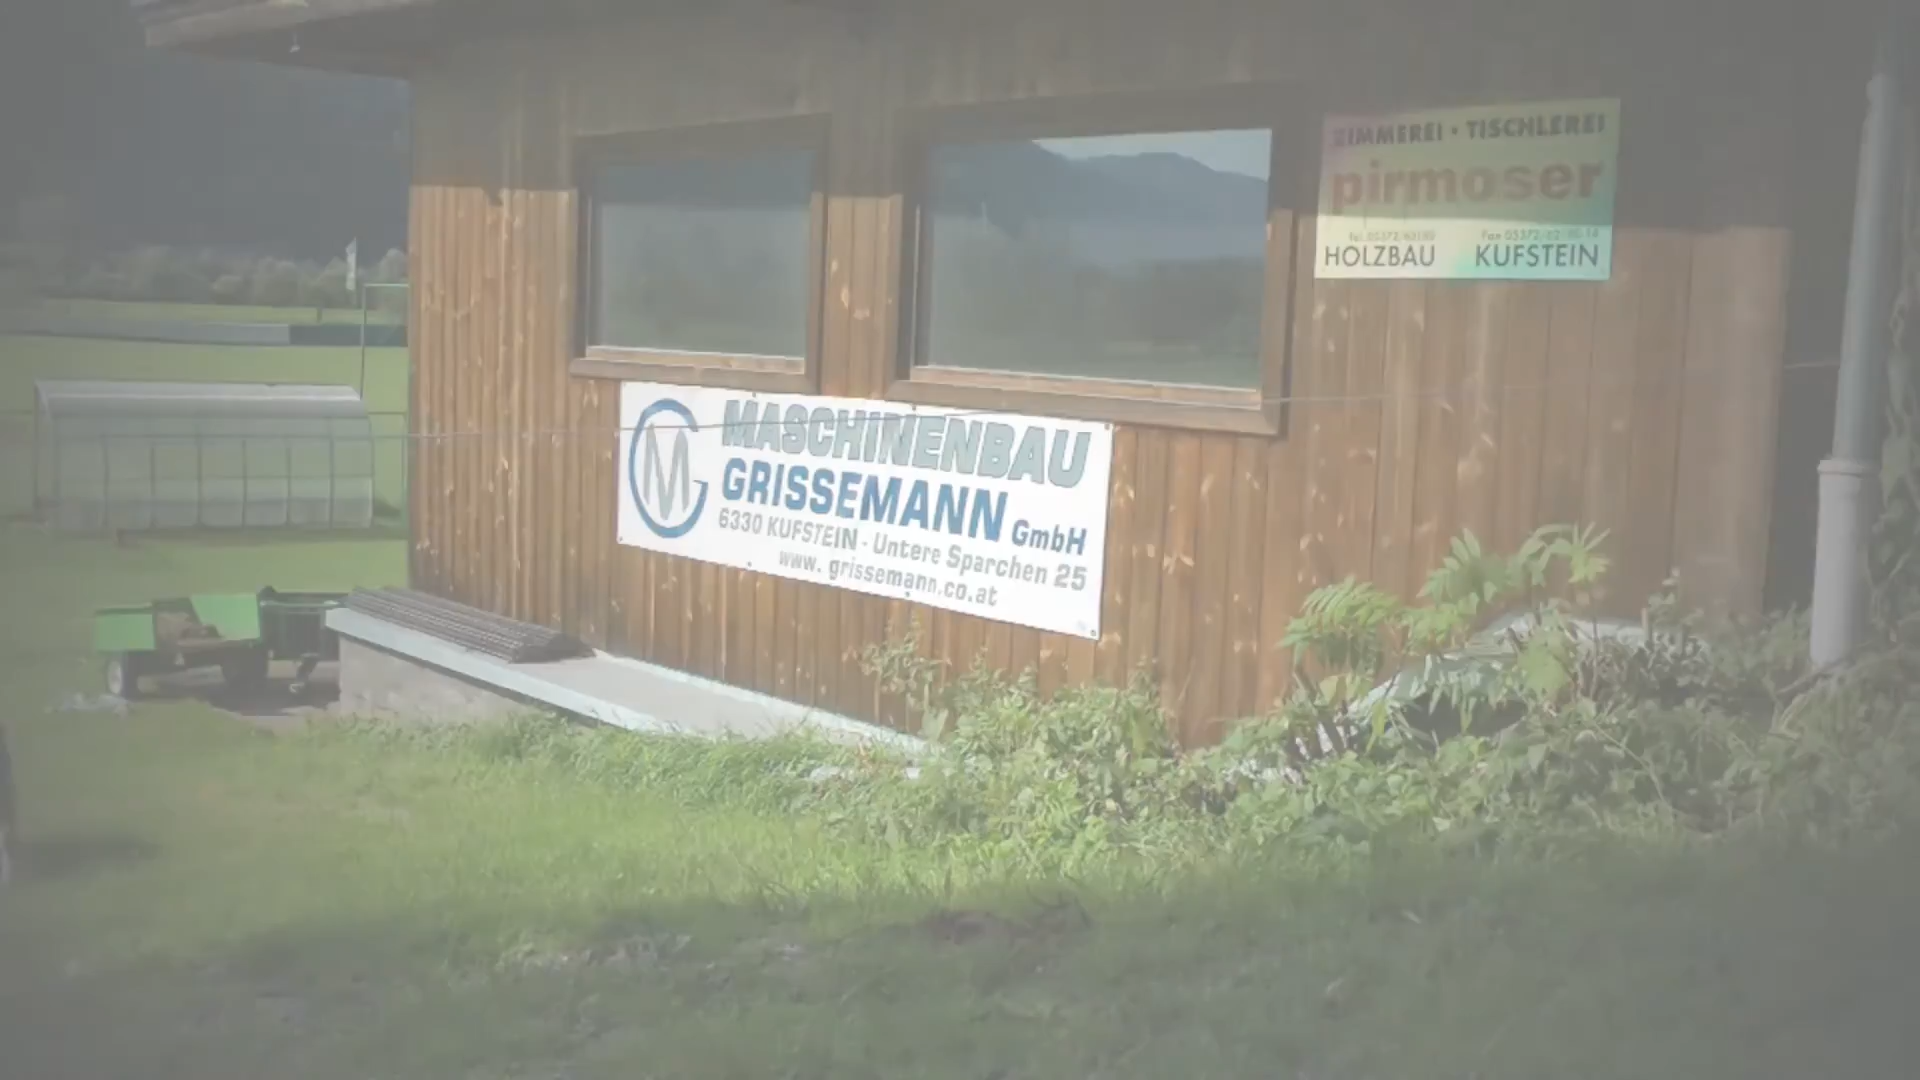 ZIMMEREI · TISCHLEREI
pirmoser
HOLZBAU KUFSTEIN
MASCHINENBAU
GRISSEMANN GmbH
6330 KUFSTEIN · Untere Sparchen 25
www.grissemann.co.at